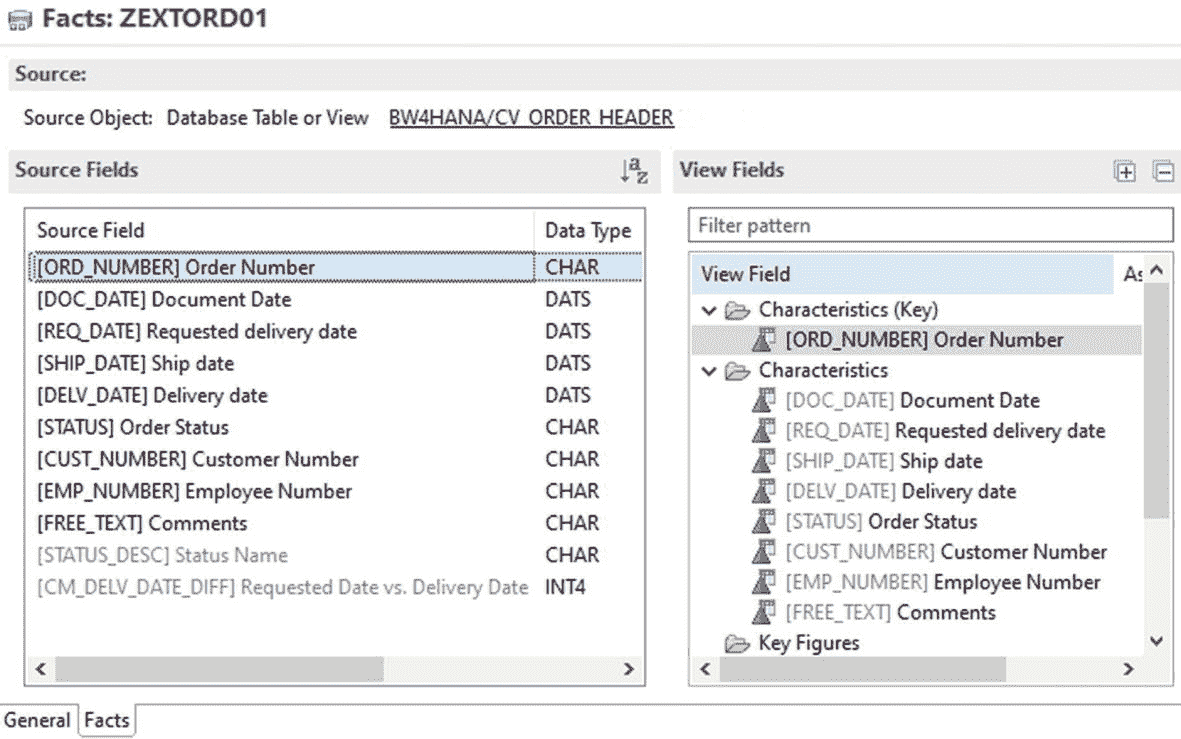 Facts: ZEXTORD01
Source:
Source Object: Database Table or View BW4HANA/CV_ORDER_HEADER
Source Fields
Source Field Data Type
[ORD_NUMBER] Order Number CHAR
[DOC_DATE] Document Date DATS
[REQ_DATE] Requested delivery date DATS
[SHIP_DATE] Ship date DATS
[DELV_DATE] Delivery date DATS
[STATUS] Order Status CHAR
[CUST_NUMBER] Customer Number CHAR
[EMP_NUMBER] Employee Number CHAR
[FREE_TEXT] Comments CHAR
[STATUS_DESC] Status Name CHAR
[CM_DELV_DATE_DIFF] Requested Date vs. Delivery Date INT4
View Fields
Filter pattern
View Field As
Characteristics (Key)
[ORD_NUMBER] Order Number
Characteristics
[DOC_DATE] Document Date
[REQ_DATE] Requested delivery date
[SHIP_DATE] Ship date
[DELV_DATE] Delivery date
[STATUS] Order Status
[CUST_NUMBER] Customer Number
[EMP_NUMBER] Employee Number
[FREE_TEXT] Comments
Key Figures
General Facts